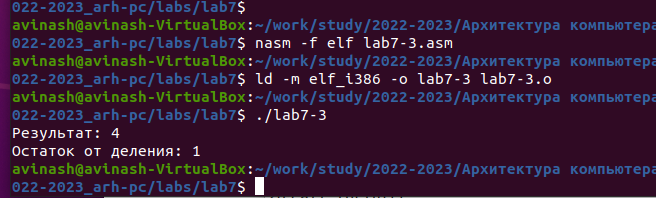 022-2023_arh-pc/labs/lab7$
avinash@avinash-VirtualBox:~/work/study/2022-2023/Архитектура компьютера
022-2023_arh-pc/labs/lab7$ nasm -f elf lab7-3.asm
avinash@avinash-VirtualBox:~/work/study/2022-2023/Архитектура компьютера
022-2023_arh-pc/labs/lab7$ ld -m elf_i386 -o lab7-3 lab7-3.o
avinash@avinash-VirtualBox:~/work/study/2022-2023/Архитектура компьютера
022-2023_arh-pc/labs/lab7$ ./lab7-3
Результат: 4
Остаток от деления: 1
avinash@avinash-VirtualBox:~/work/study/2022-2023/Архитектура компьютера
022-2023_arh-pc/labs/lab7$